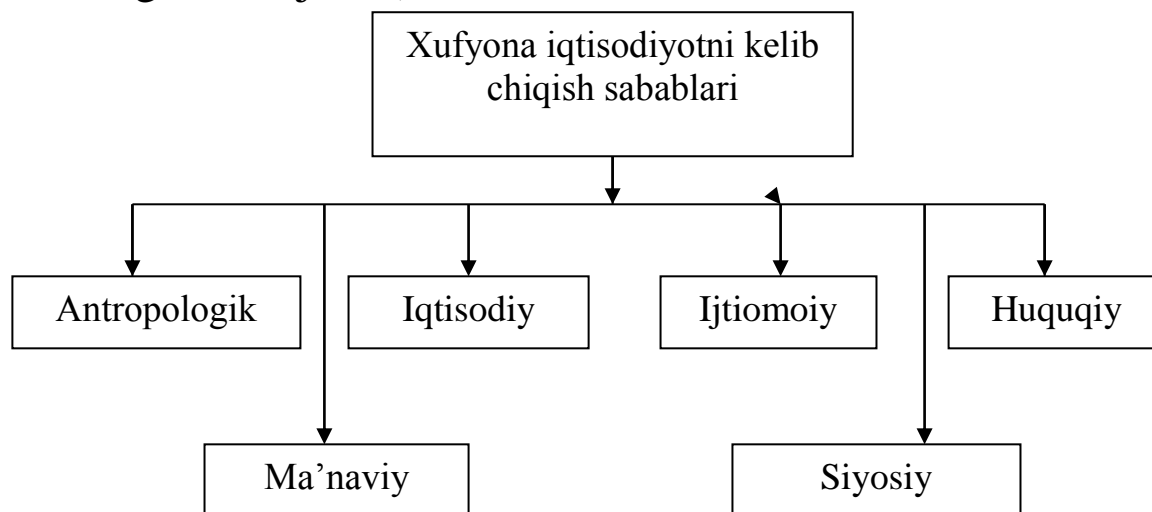 Xufyona iqtisodiyotni kelib
chiqish sabablari
Antropologik
Iqtisodiy
Ijtiomoiy
Huquqiy
Ma’naviy
Siyosiy